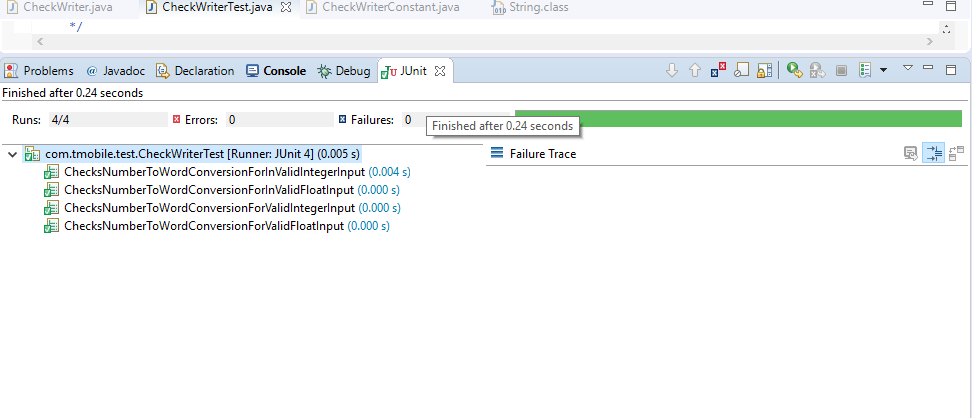 CheckWriter.java CheckWriterTest.java CheckWriterConstant.java String.class
*/
Problems @ Javadoc Declaration Console Debug JUnit
Finished after 0.24 seconds
Runs: 4/4 Errors: 0 Failures: 0
Finished after 0.24 seconds
com.tmobile.test.CheckWriterTest [Runner: JUnit 4] (0.005 s) Failure Trace
ChecksNumberToWordConversionForInValidIntegerInput (0.004 s)
ChecksNumberToWordConversionForInValidFloatInput (0.000 s)
ChecksNumberToWordConversionForValidIntegerInput (0.000 s)
ChecksNumberToWordConversionForValidFloatInput (0.000 s)